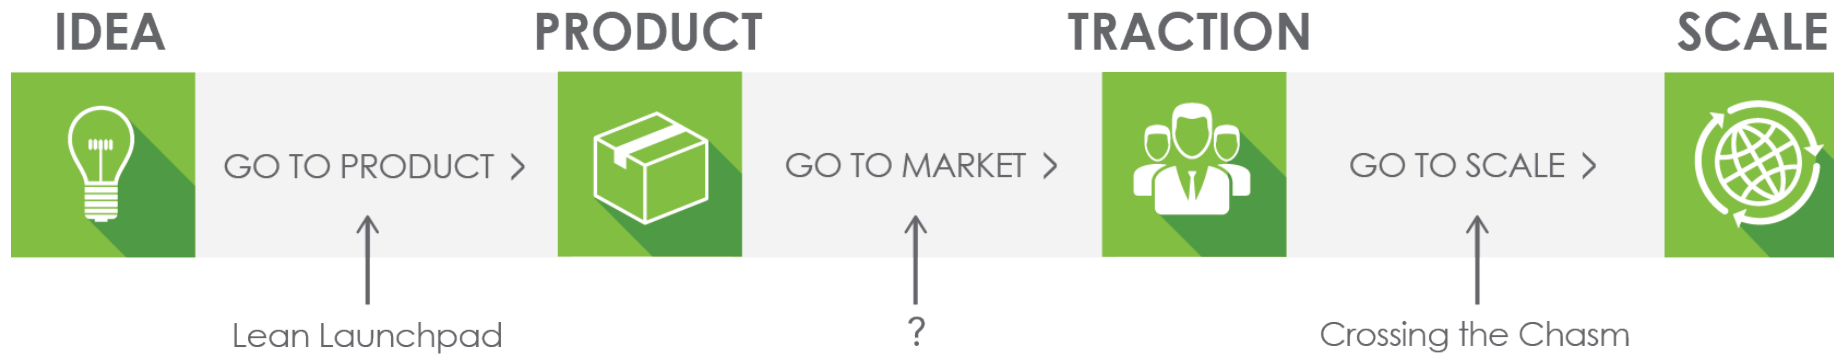 IDEA
PRODUCT
TRACTION
SCALE
GO TO PRODUCT >
GO TO MARKET >
GO TO SCALE >
Lean Launchpad
?
Crossing the Chasm